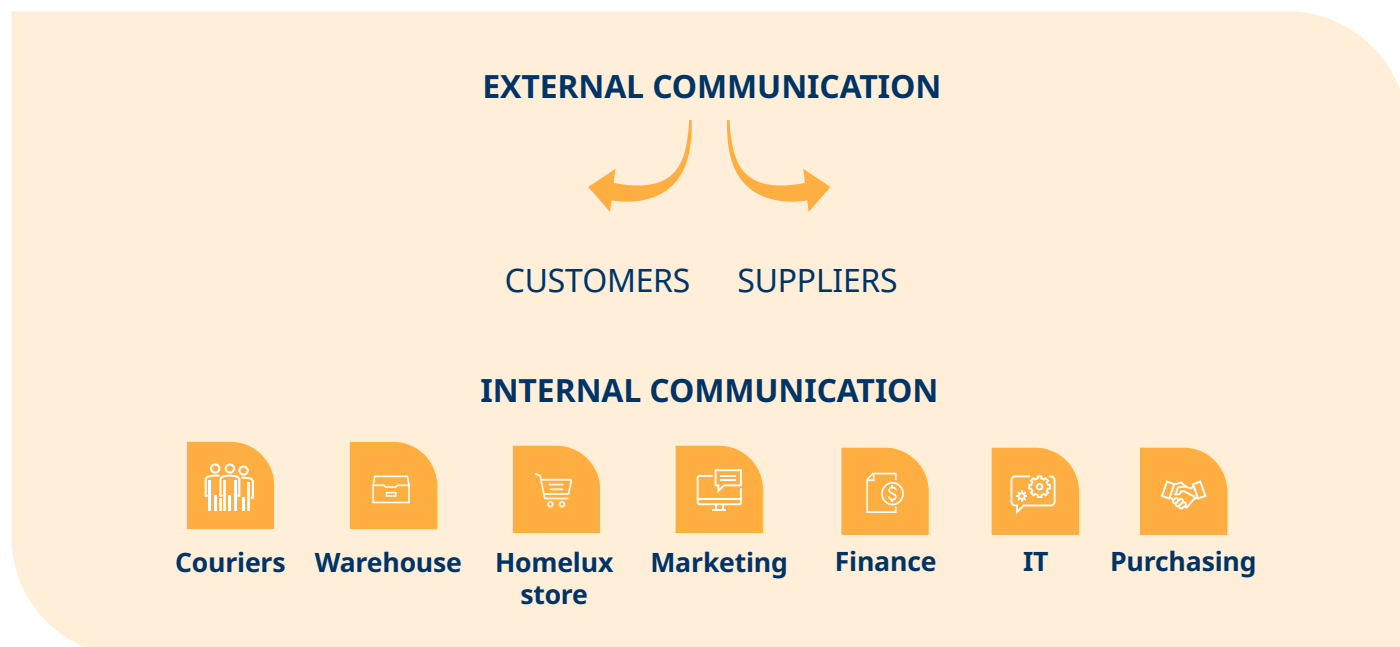 EXTERNAL COMMUNICATION
CUSTOMERS SUPPLIERS
INTERNAL COMMUNICATION
$
Couriers Warehouse Homelux Marketing Finance IT Purchasing
store